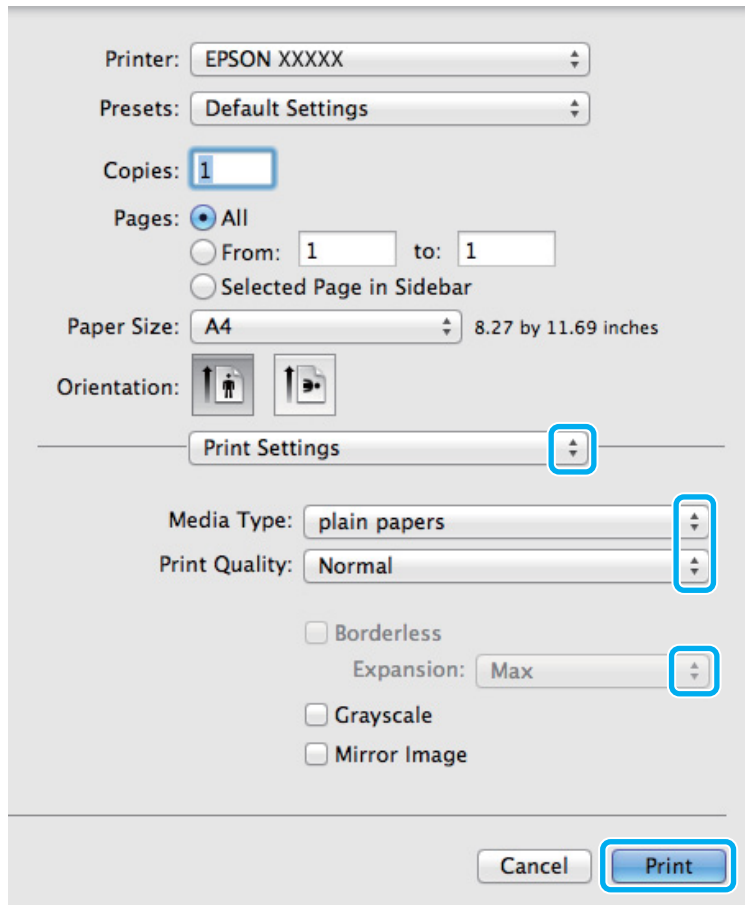 Printer: EPSON XXXXX
Presets: Default Settings
Copies: 1
Pages: All
From: 1 to: 1
Selected Page in Sidebar
Paper Size: A4 8.27 by 11.69 inches
Orientation:
Print Settings
Media Type: plain papers
Print Quality: Normal
Borderless
Expansion: Max
Grayscale
Mirror Image
Cancel Print